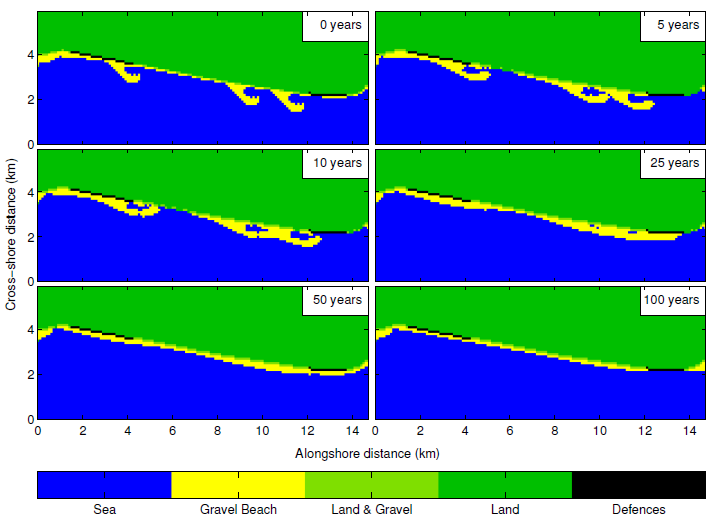 0 years
5 years
4
2
0
10 years
25 years
4
2
0
Cross-shore distance (km)
50 years
100 years
4
2
0
0 2 4 6 8 10 12 14 0 2 4 6 8 10 12 14
Alongshore distance (km)
Sea Gravel Beach Land & Gravel Land Defences